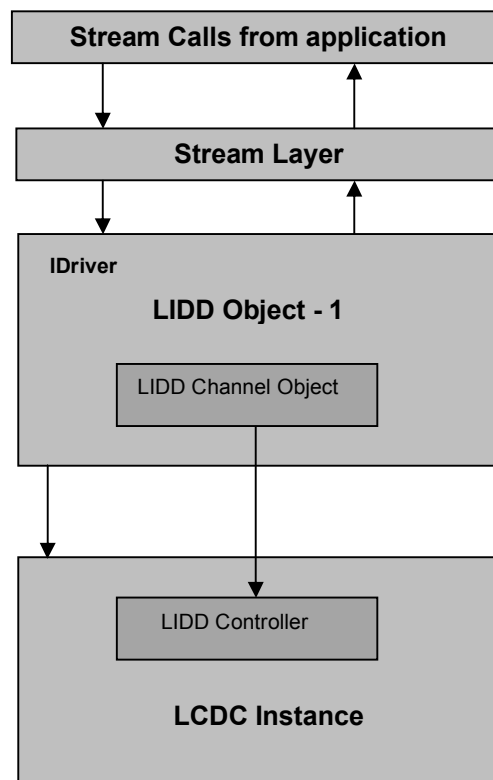 Stream Calls from application
Stream Layer
IDriver
LIDD Object - 1
LIDD Channel Object
LIDD Controller
LCDC Instance